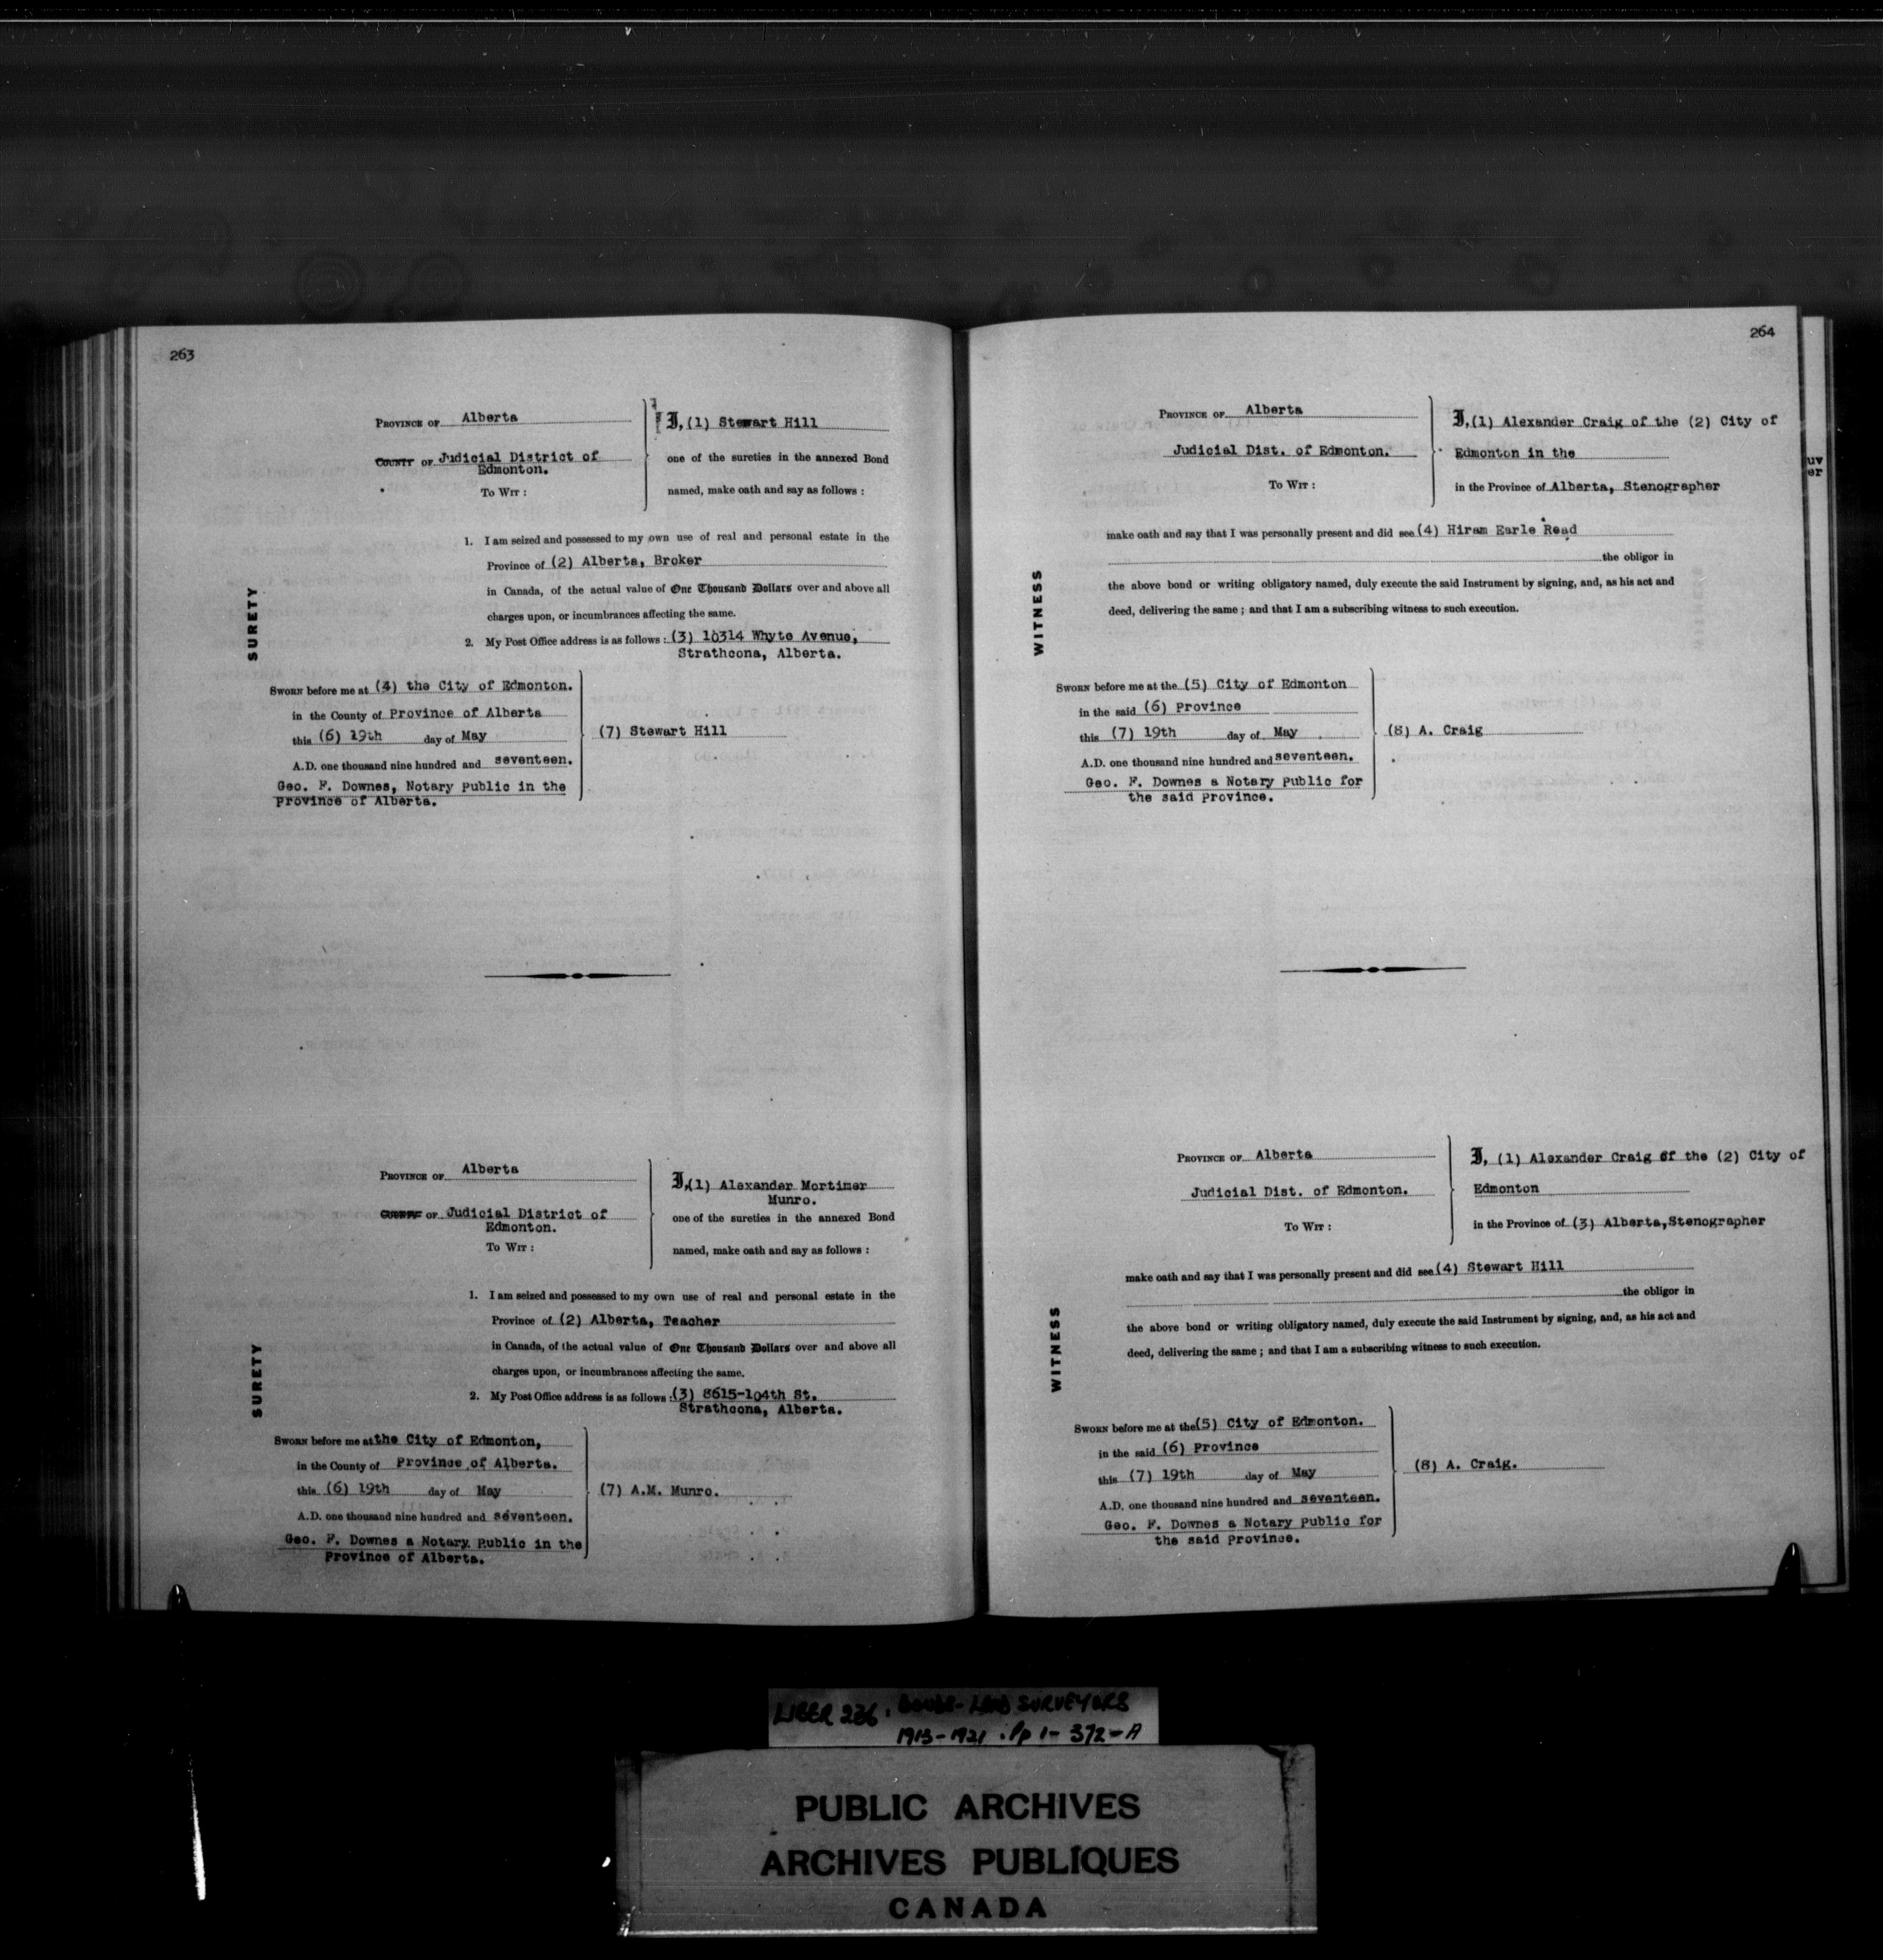 263
PROVINCE OF Alberta
COUNTY OF Judicial District of
Edmonton.
TO WIT :
I, (1) Stewart Hill
one of the sureties in the annexed Bond
named, make oath and say as follows :
SURETY
1. I am seized and possessed to my own use of real and personal estate in the
Province of (2) Alberta, Broker
in Canada, of the actual value of One Thousand Dollars over and above all
charges upon, or incumbrances affecting the same.
2. My Post Office address is as follows : (3) 10314 Whyte Avenue,
Strathcona, Alberta.
SWORN before me at (4) the City of Edmonton.
in the County of Province of Alberta
this (6) 19th day of May
A.D. one thousand nine hundred and seventeen.
Geo. F. Downes, Notary Public in the
Province of Alberta.
(7) Stewart Hill
PROVINCE OF Alberta
COUNTY OF Judicial District of
Edmonton.
TO WIT :
I, (1) Alexander Mortimer
Munro.
one of the sureties in the annexed Bond
named, make oath and say as follows :
SURETY
1. I am seized and possessed to my own use of real and personal estate in the
Province of (2) Alberta, Teacher
in Canada, of the actual value of One Thousand Dollars over and above all
charges upon, or incumbrances affecting the same.
2. My Post Office address is as follows : (3) 8615-104th St.
Strathcona, Alberta.
SWORN before me at the City of Edmonton,
in the County of Province of Alberta.
this (6) 19th day of May
A.D. one thousand nine hundred and seventeen.
Geo. F. Downes a Notary Public in the
Province of Alberta.
(7) A.M. Munro.
264
PROVINCE OF Alberta
Judicial Dist. of Edmonton.
TO WIT :
I, (1) Alexander Craig of the (2) City of
Edmonton in the
in the Province of Alberta, Stenographer
WITNESS
make oath and say that I was personally present and did see (4) Hiram Earle Read
the obligor in
the above bond or writing obligatory named, duly execute the said Instrument by signing, and, as his act and
deed, delivering the same ; and that I am a subscribing witness to such execution.
SWORN before me at the (5) City of Edmonton
in the said (6) Province
this (7) 19th day of May
A.D. one thousand nine hundred and seventeen.
Geo. F. Downes a Notary Public for
the said Province.
(8) A. Craig
PROVINCE OF Alberta
Judicial Dist. of Edmonton.
TO WIT :
I, (1) Alexander Craig of the (2) City of
Edmonton
in the Province of (3) Alberta, Stenographer
WITNESS
make oath and say that I was personally present and did see (4) Stewart Hill
the obligor in
the above bond or writing obligatory named, duly execute the said Instrument by signing, and, as his act and
deed, delivering the same ; and that I am a subscribing witness to such execution.
SWORN before me at the (5) City of Edmonton.
in the said (6) Province
this (7) 19th day of May
A.D. one thousand nine hundred and seventeen.
Geo. F. Downes a Notary Public for
the said Province.
(8) A. Craig.
uv
er
LIBER 236 : BONDS - LAND SURVEYORS
1913-1921 : Pp 1-372-A
PUBLIC ARCHIVES
ARCHIVES PUBLIQUES
CANADA